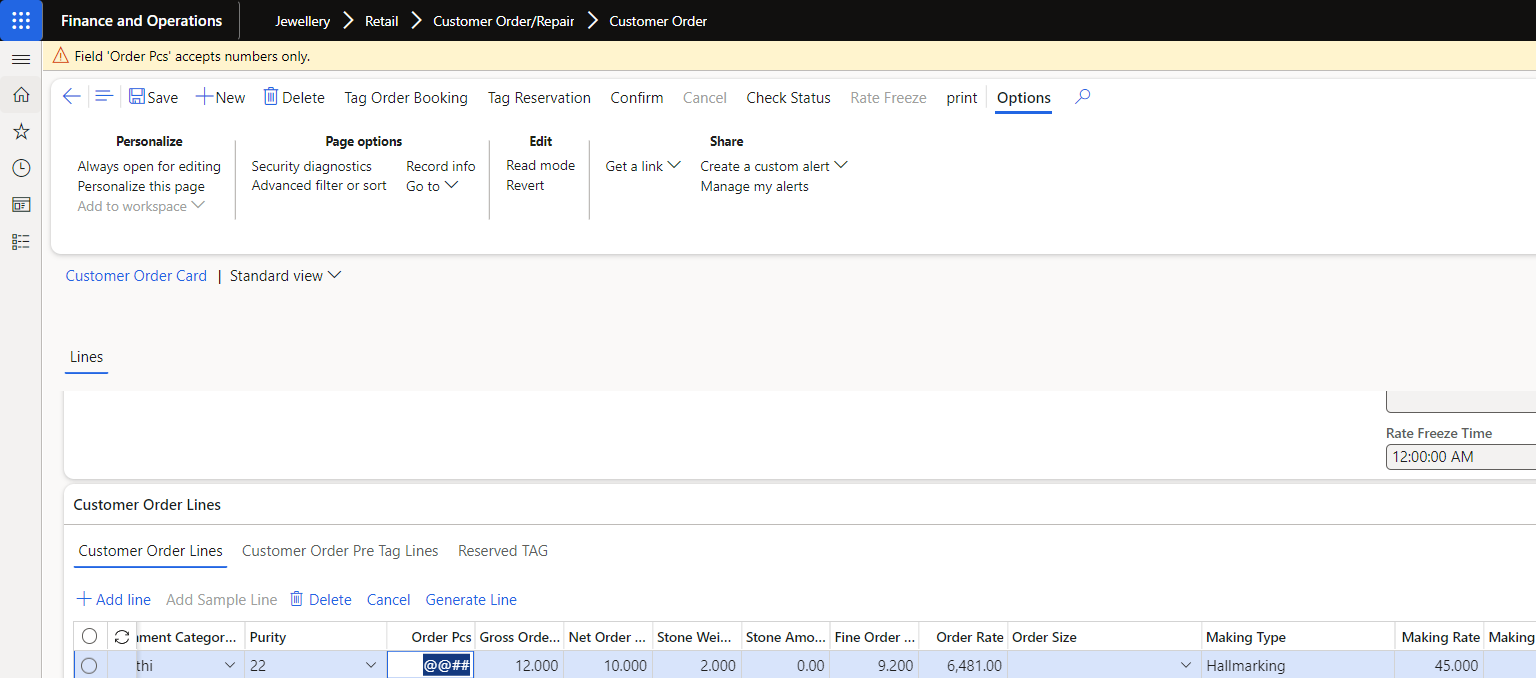 Finance and Operations Jewellery Retail Customer Order/Repair Customer Order
Field 'Order Pcs' accepts numbers only.
Save New Delete Tag Order Booking Tag Reservation Confirm Cancel Check Status Rate Freeze print Options
Personalize
Always open for editing
Personalize this page
Add to workspace
Page options
Security diagnostics Record info
Advanced filter or sort Go to
Edit
Read mode
Revert
Share
Get a link Create a custom alert
Manage my alerts
Customer Order Card | Standard view
Lines
Rate Freeze Time
12:00:00 AM
Customer Order Lines
Customer Order Lines Customer Order Pre Tag Lines Reserved TAG
Add line Add Sample Line Delete Cancel Generate Line
nment Categor... Purity Order Pcs Gross Orde... Net Order ... Stone Wei... Stone Amo... Fine Order ... Order Rate Order Size Making Type Making Rate Making
thi 22 @@## 12.000 10.000 2.000 0.00 9.200 6,481.00 Hallmarking 45.000